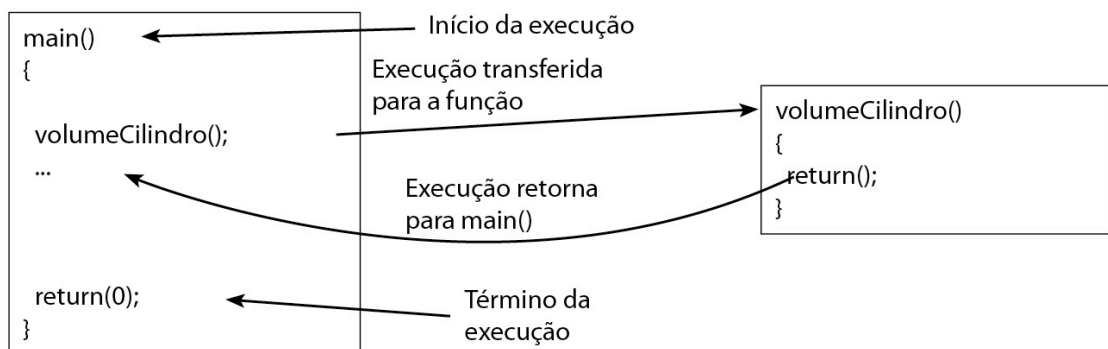 main()
{
volumeCilindro();
...
return(0);
}
Início da execução
Execução transferida
para a função
volumeCilindro()
{
return();
}
Execução retorna
para main()
Término da
execução